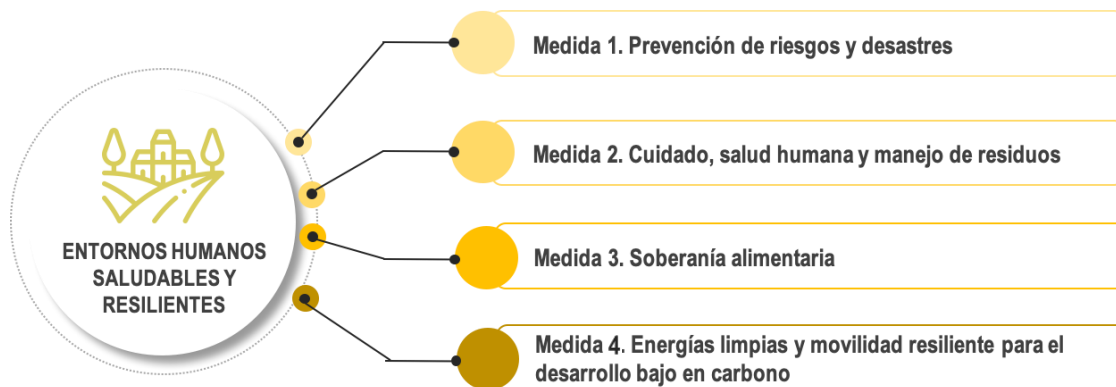 ENTORNOS HUMANOS
SALUDABLES Y
RESILIENTES
Medida 1. Prevención de riesgos y desastres
Medida 2. Cuidado, salud humana y manejo de residuos
Medida 3. Soberanía alimentaria
Medida 4. Energías limpias y movilidad resiliente para el
desarrollo bajo en carbono